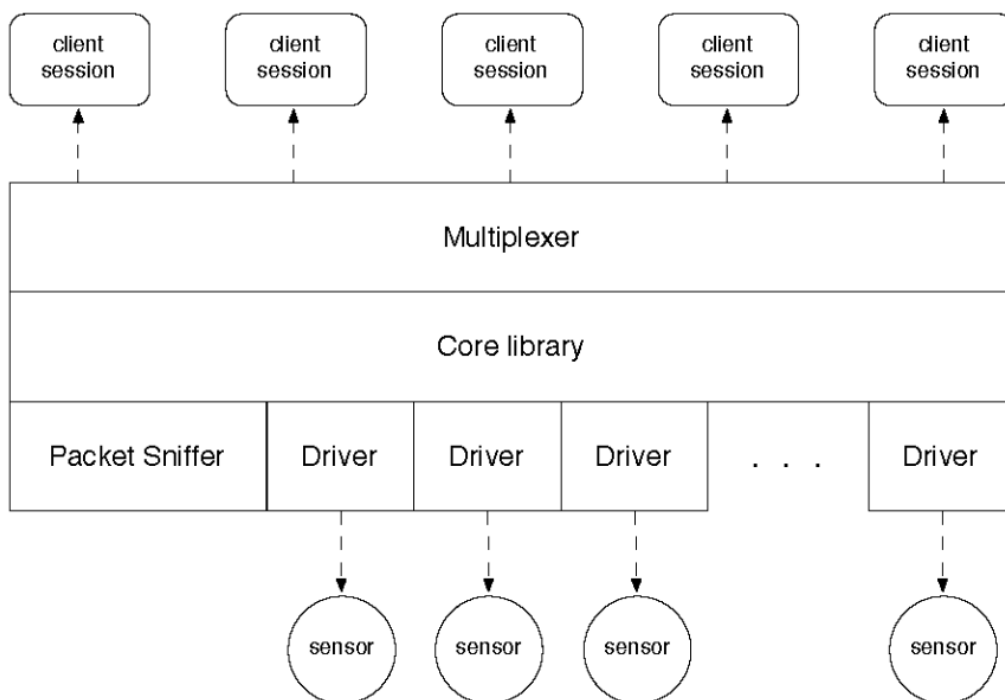 client
session
client
session
client
session
client
session
client
session
Multiplexer
Core library
Packet Sniffer
Driver
Driver
Driver
. . .
Driver
sensor
sensor
sensor
sensor